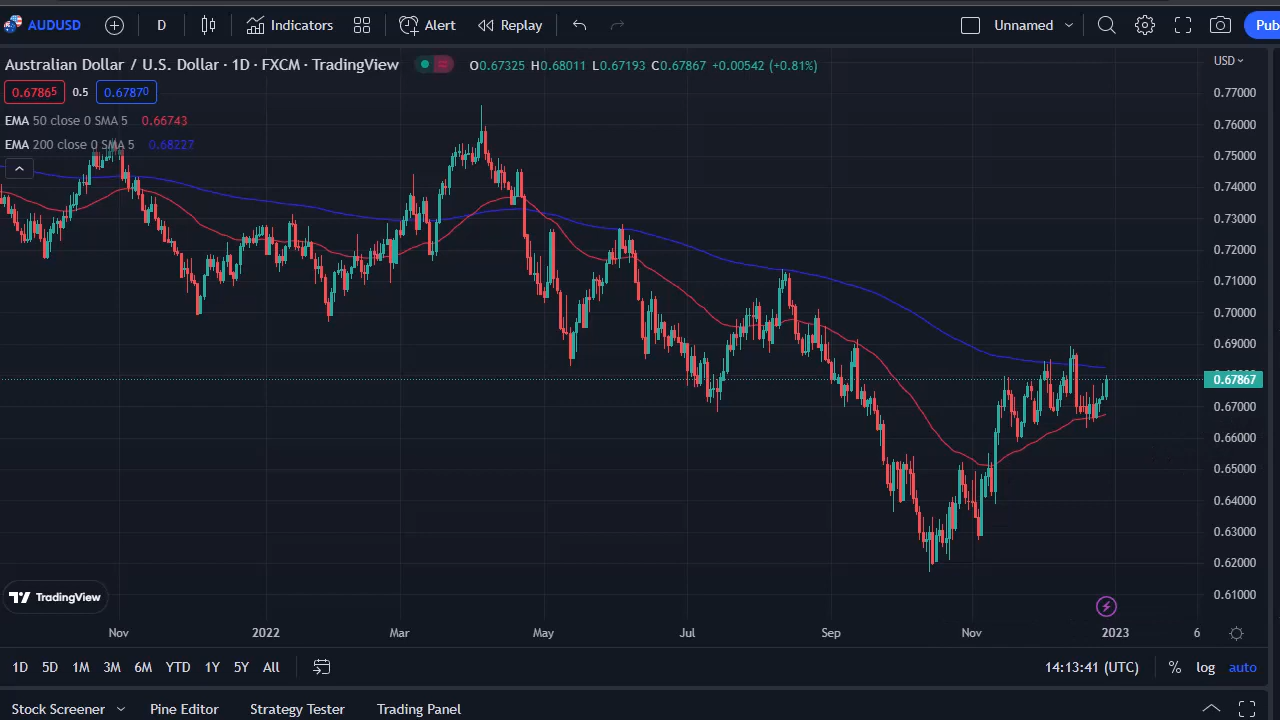 AUDUSD D Indicators Alert Replay Unnamed Pub
Australian Dollar / U.S. Dollar · 1D · FXCM · TradingView O0.67325 H0.68011 L0.67193 C0.67867 +0.00542 (+0.81%) USD
0.67865 0.5 0.67870
EMA 50 close 0 SMA 5 0.66743
EMA 200 close 0 SMA 5 0.68227
0.77000
0.76000
0.75000
0.74000
0.73000
0.72000
0.71000
0.70000
0.69000
0.67867
0.67000
0.66000
0.65000
0.64000
0.63000
0.62000
0.61000
TradingView
Nov 2022 Mar May Jul Sep Nov 2023 6
1D 5D 1M 3M 6M YTD 1Y 5Y All 14:13:41 (UTC) % log auto
Stock Screener Pine Editor Strategy Tester Trading Panel